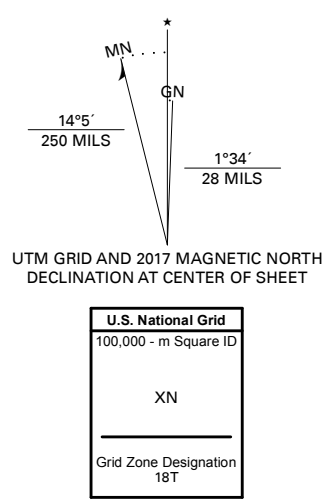 MN
GN
14°5´
250 MILS
1°34´
28 MILS
UTM GRID AND 2017 MAGNETIC NORTH
DECLINATION AT CENTER OF SHEET
U.S. National Grid
100,000 - m Square ID
XN
Grid Zone Designation
18T